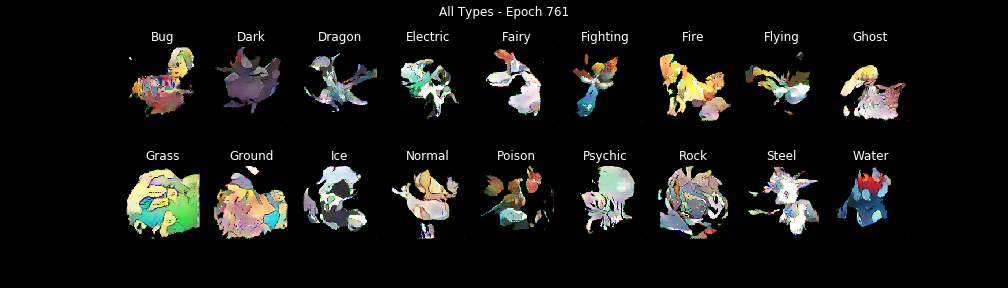 All Types - Epoch 761
Bug Dark Dragon Electric Fairy Fighting Fire Flying Ghost
Grass Ground Ice Normal Poison Psychic Rock Steel Water